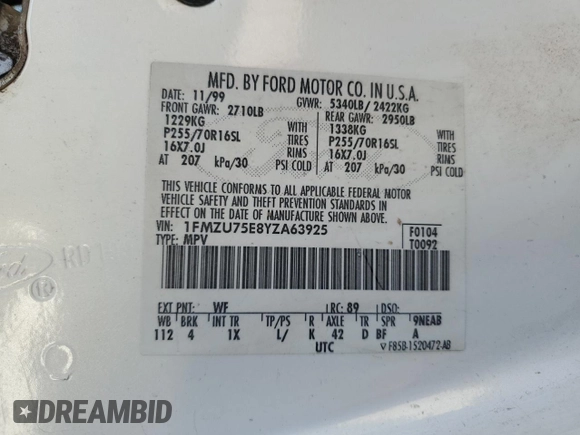 MFD. BY FORD MOTOR CO. IN U.S.A.
DATE: 11/99 GVWR: 5340LB/ 2422KG
FRONT GAWR: 2710LB REAR GAWR: 2950LB
1229KG WITH 1338KG WITH
P255/70R16SL TIRES P255/70R16SL TIRES
16X7.0J RIMS 16X7.0J RIMS
AT 207 kPa/30 PSI COLD AT 207 kPa/30 PSI COLD
THIS VEHICLE CONFORMS TO ALL APPLICABLE FEDERAL MOTOR
VEHICLE SAFETY AND THEFT PREVENTION STANDARDS IN EFFECT ON
THE DATE OF MANUFACTURE SHOWN ABOVE.
VIN: 1FMZU75E8YZA63925 F0104
TYPE: MPV T0092
EXT PNT: WF RC: 89 DSO:
WB BRK INT TR TP/PS R AXLE TR SPR 9NEAB
112 4 1X L/ K 42 D BF A
UTC F85B-1520472-AB
DREAMBID